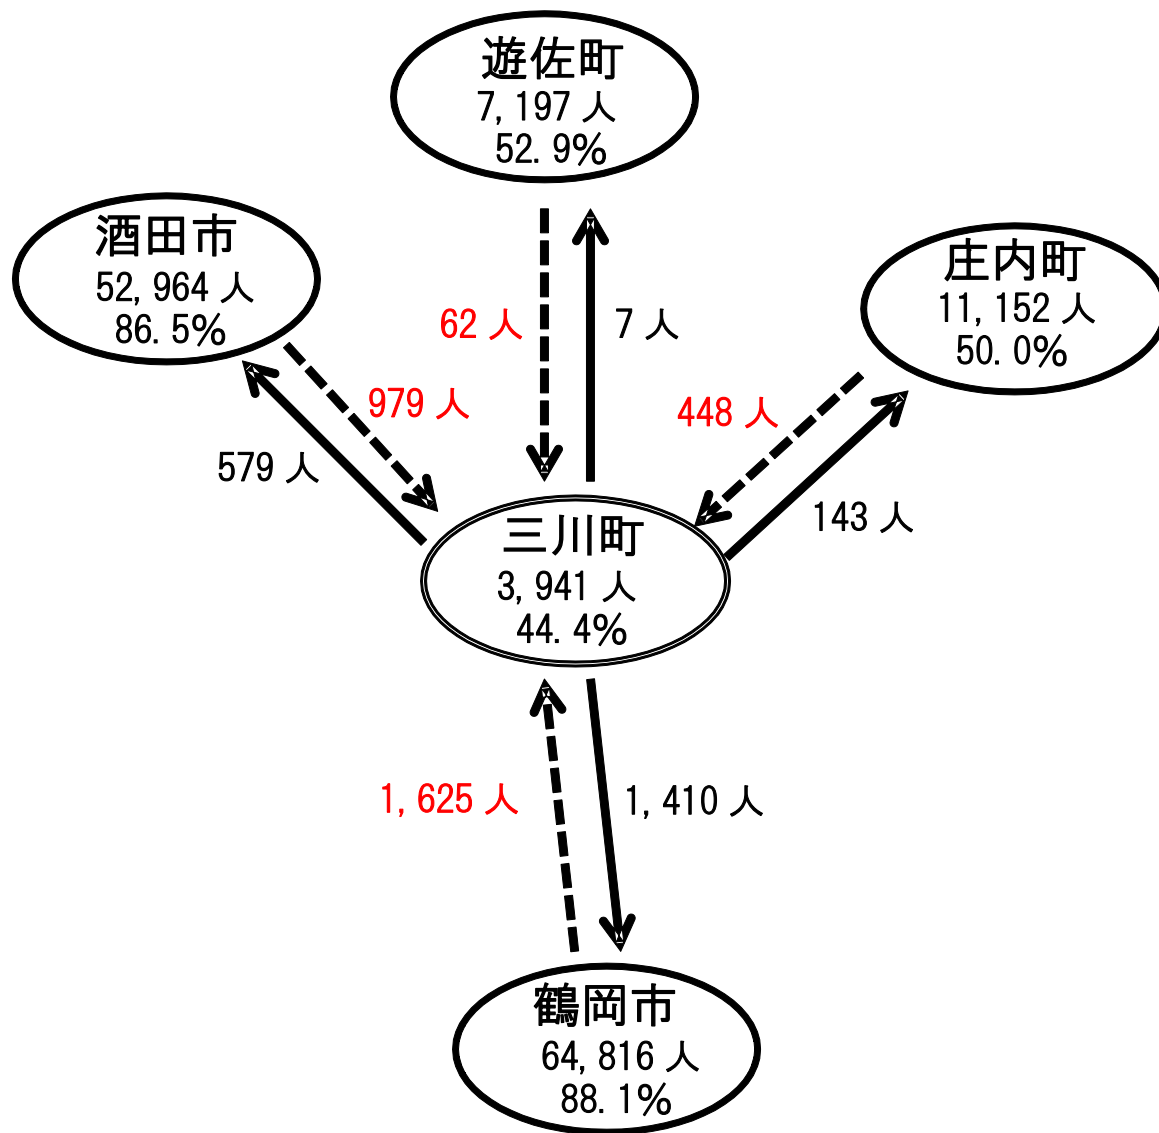 遊佐町
7,197 人
52.9%
酒田市
52,964 人
86.5%
庄内町
11,152 人
50.0%
62 人
7 人
979 人
448 人
579 人
143 人
三川町
3,941 人
44.4%
1,625 人
1,410 人
鶴岡市
64,816 人
88.1%